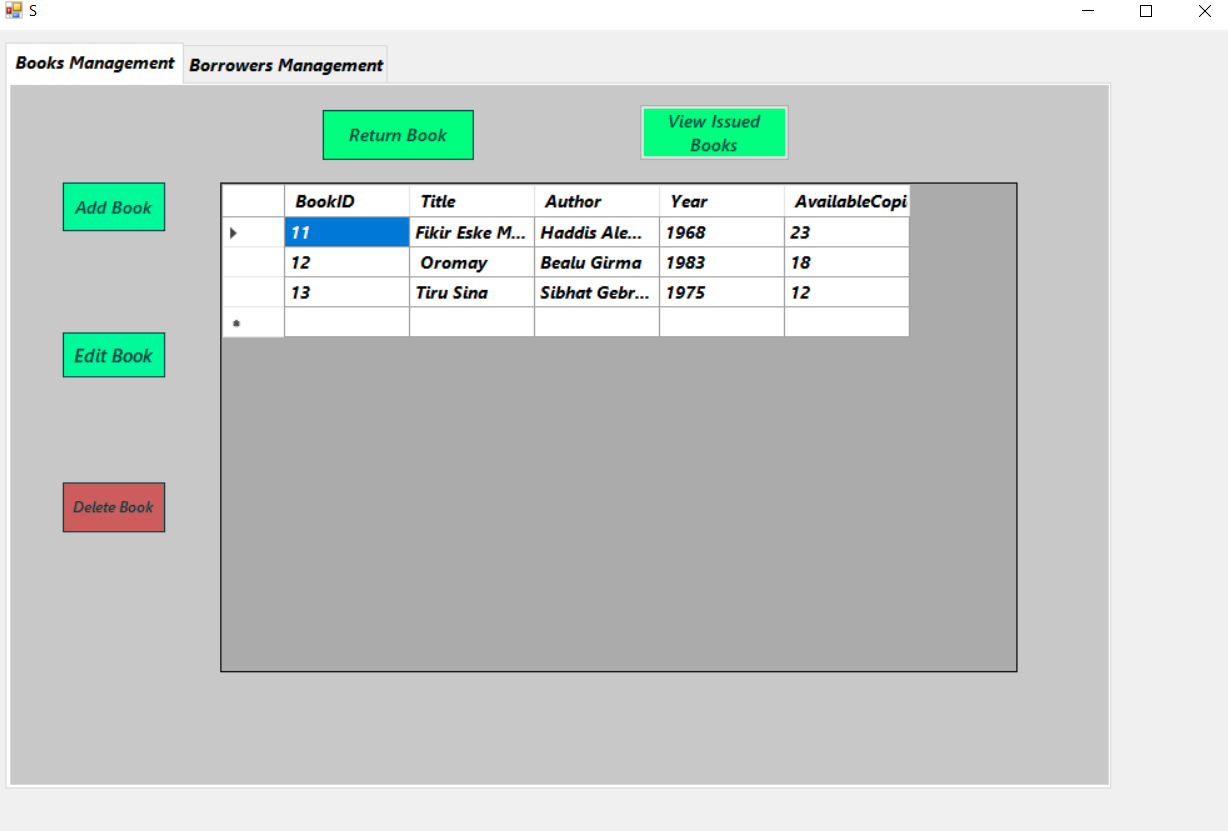 S
Books Management Borrowers Management
Return Book
View Issued
Books
Add Book
Edit Book
Delete Book
BookID Title Author Year AvailableCopi
11 Fikir Eske M... Haddis Ale... 1968 23
12 Oromay Bealu Girma 1983 18
13 Tiru Sina Sibhat Gebr... 1975 12